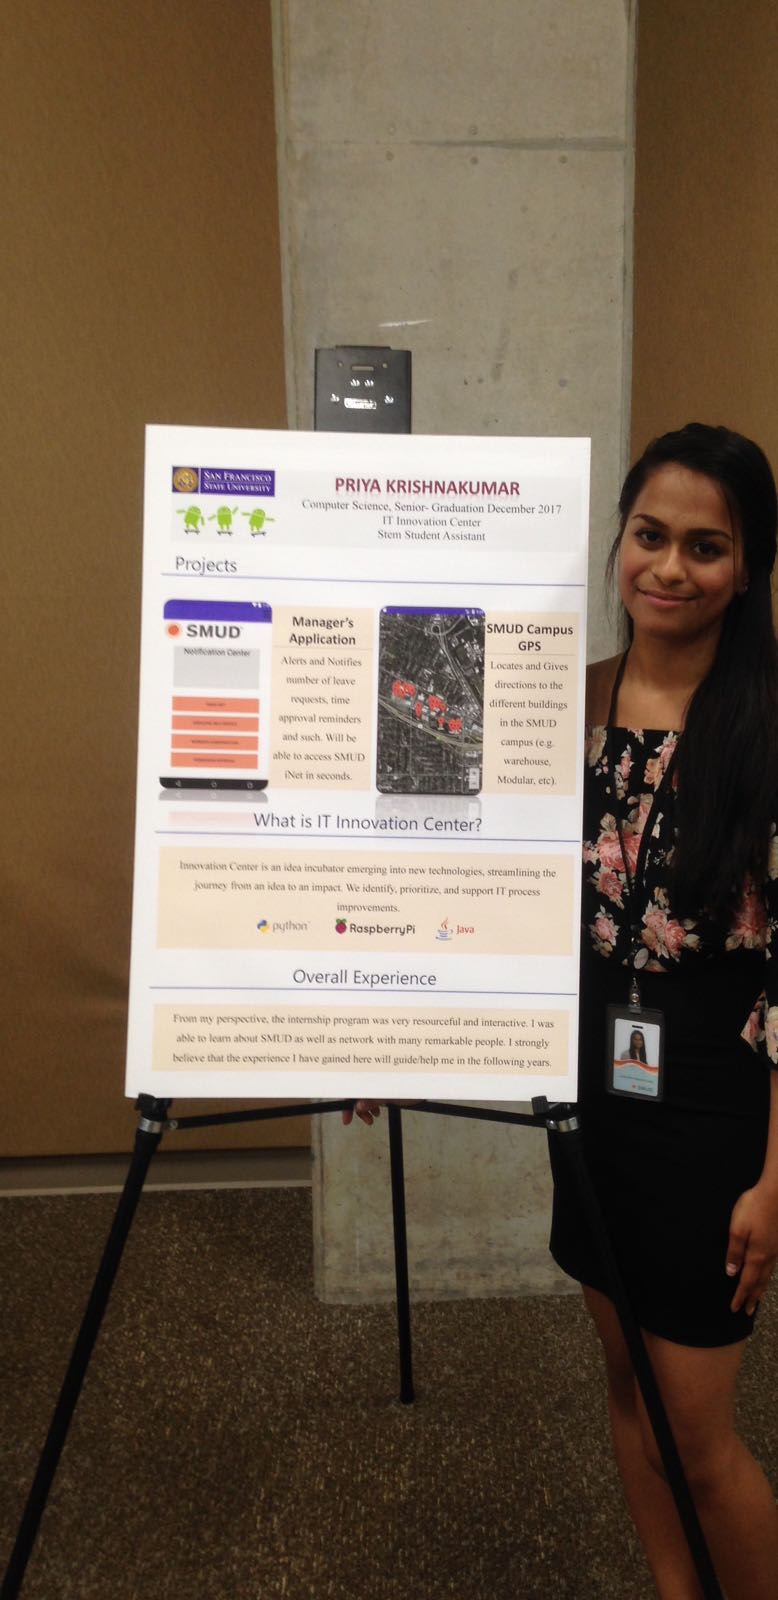 SAN FRANCISCO
STATE UNIVERSITY
PRIYA KRISHNAKUMAR
Computer Science, Senior- Graduation December 2017
IT Innovation Center
Stem Student Assistant
Projects
SMUD
Notification Center
Manager's
Application
Alerts and Notifies
number of leave
requests, time
approval reminders
and such. Will be
able to access SMUD
iNet in seconds.
SMUD Campus
GPS
Locates and Gives
directions to the
different buildings
in the SMUD
campus (e.g.
warehouse,
Modular, etc).
What is IT Innovation Center?
Innovation Center is an idea incubator emerging into new technologies, streamlining the
journey from an idea to an impact. We identify, prioritize, and support IT process
improvements.
python
RaspberryPi
Java
Overall Experience
From my perspective, the internship program was very resourceful and interactive. I was
able to learn about SMUD as well as network with many remarkable people. I strongly
believe that the experience I have gained here will guide/help me in the following years.
SMUD